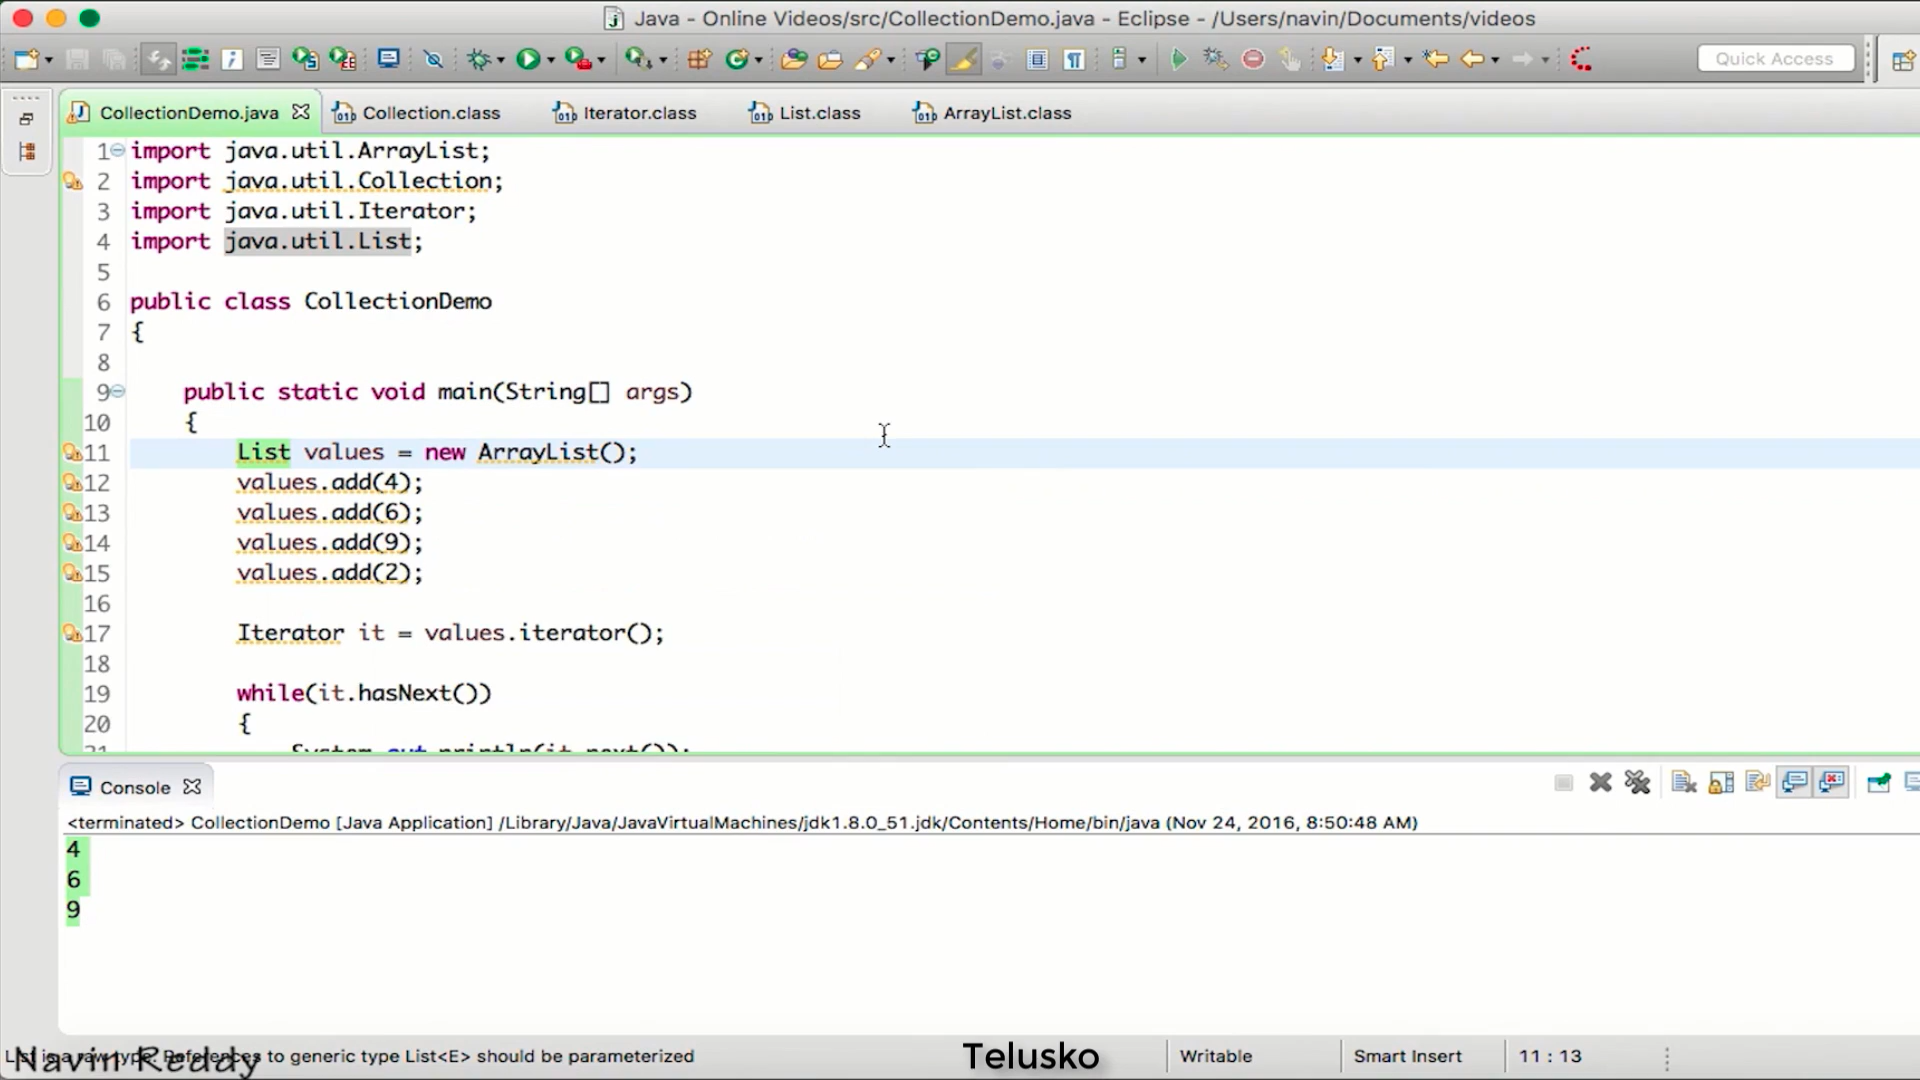 Java - Online Videos/src/CollectionDemo.java - Eclipse - /Users/navin/Documents/videos
Quick Access
CollectionDemo.java Collection.class Iterator.class List.class ArrayList.class
1 import java.util.ArrayList;
2 import java.util.Collection;
3 import java.util.Iterator;
4 import java.util.List;
5
6 public class CollectionDemo
7 {
8
9 public static void main(String[] args)
10 {
11 List values = new ArrayList();
12 values.add(4);
13 values.add(6);
14 values.add(9);
15 values.add(2);
16
17 Iterator it = values.iterator();
18
19 while(it.hasNext())
20 {
21 System.out.println(it.next());
Console
<terminated> CollectionDemo [Java Application] /Library/Java/JavaVirtualMachines/jdk1.8.0_51.jdk/Contents/Home/bin/java (Nov 24, 2016, 8:50:48 AM)
4
6
9
List is a raw type. References to generic type List<E> should be parameterized
Navin Reddy
Telusko
Writable Smart Insert 11 : 13